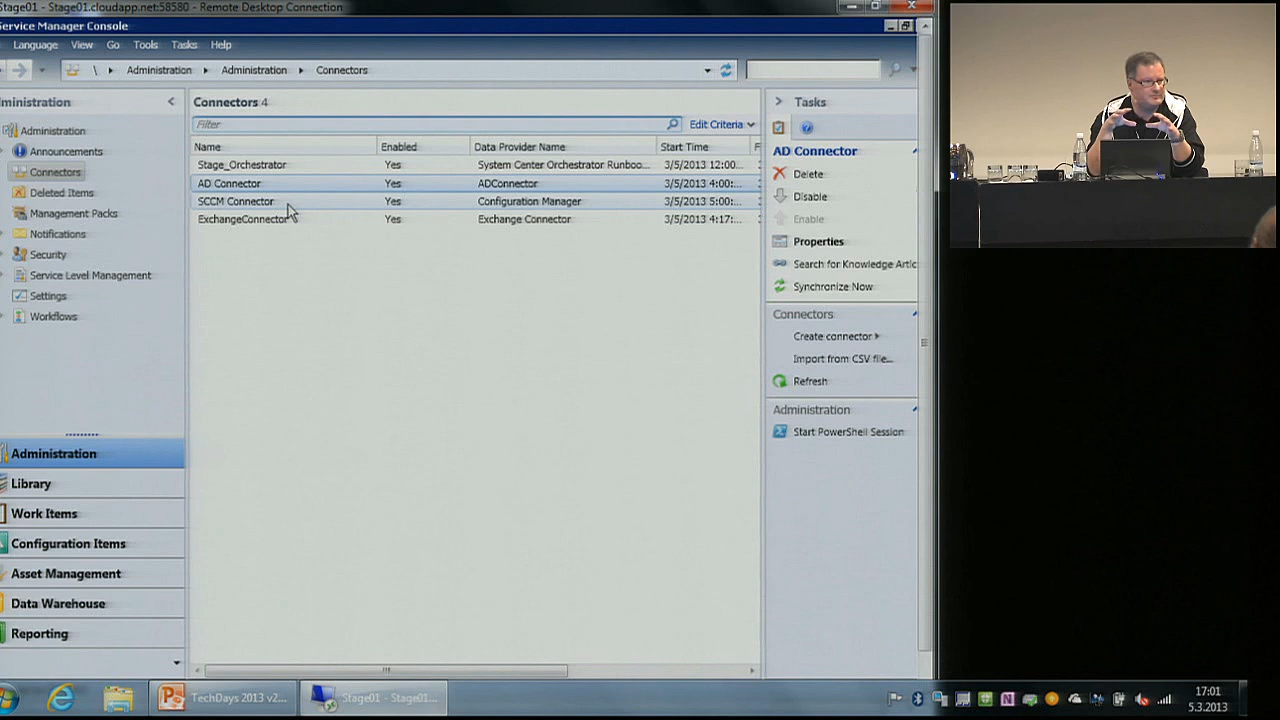 Stage01 - Stage01.cloudapp.net:58580 - Remote Desktop Connection
Service Manager Console
Language View Go Tools Tasks Help
\ Administration Administration Connectors
Administration
Administration
Announcements
Connectors
Deleted Items
Management Packs
Notifications
Security
Service Level Management
Settings
Workflows
Administration
Library
Work Items
Configuration Items
Asset Management
Data Warehouse
Reporting
Connectors 4
Filter
Edit Criteria
Name Enabled Data Provider Name Start Time F
Stage_Orchestrator Yes System Center Orchestrator Runboo... 3/5/2013 12:00...
AD Connector Yes ADConnector 3/5/2013 4:00:...
SCCM Connector Yes Configuration Manager 3/5/2013 5:00:...
ExchangeConnector Yes Exchange Connector 3/5/2013 4:17:...
Tasks
AD Connector
Delete
Disable
Enable
Properties
Search for Knowledge Artic
Synchronize Now
Connectors
Create connector
Import from CSV file...
Refresh
Administration
Start PowerShell Session
TechDays 2013 v2...
Stage01 - Stage01...
17:01
5.3.2013